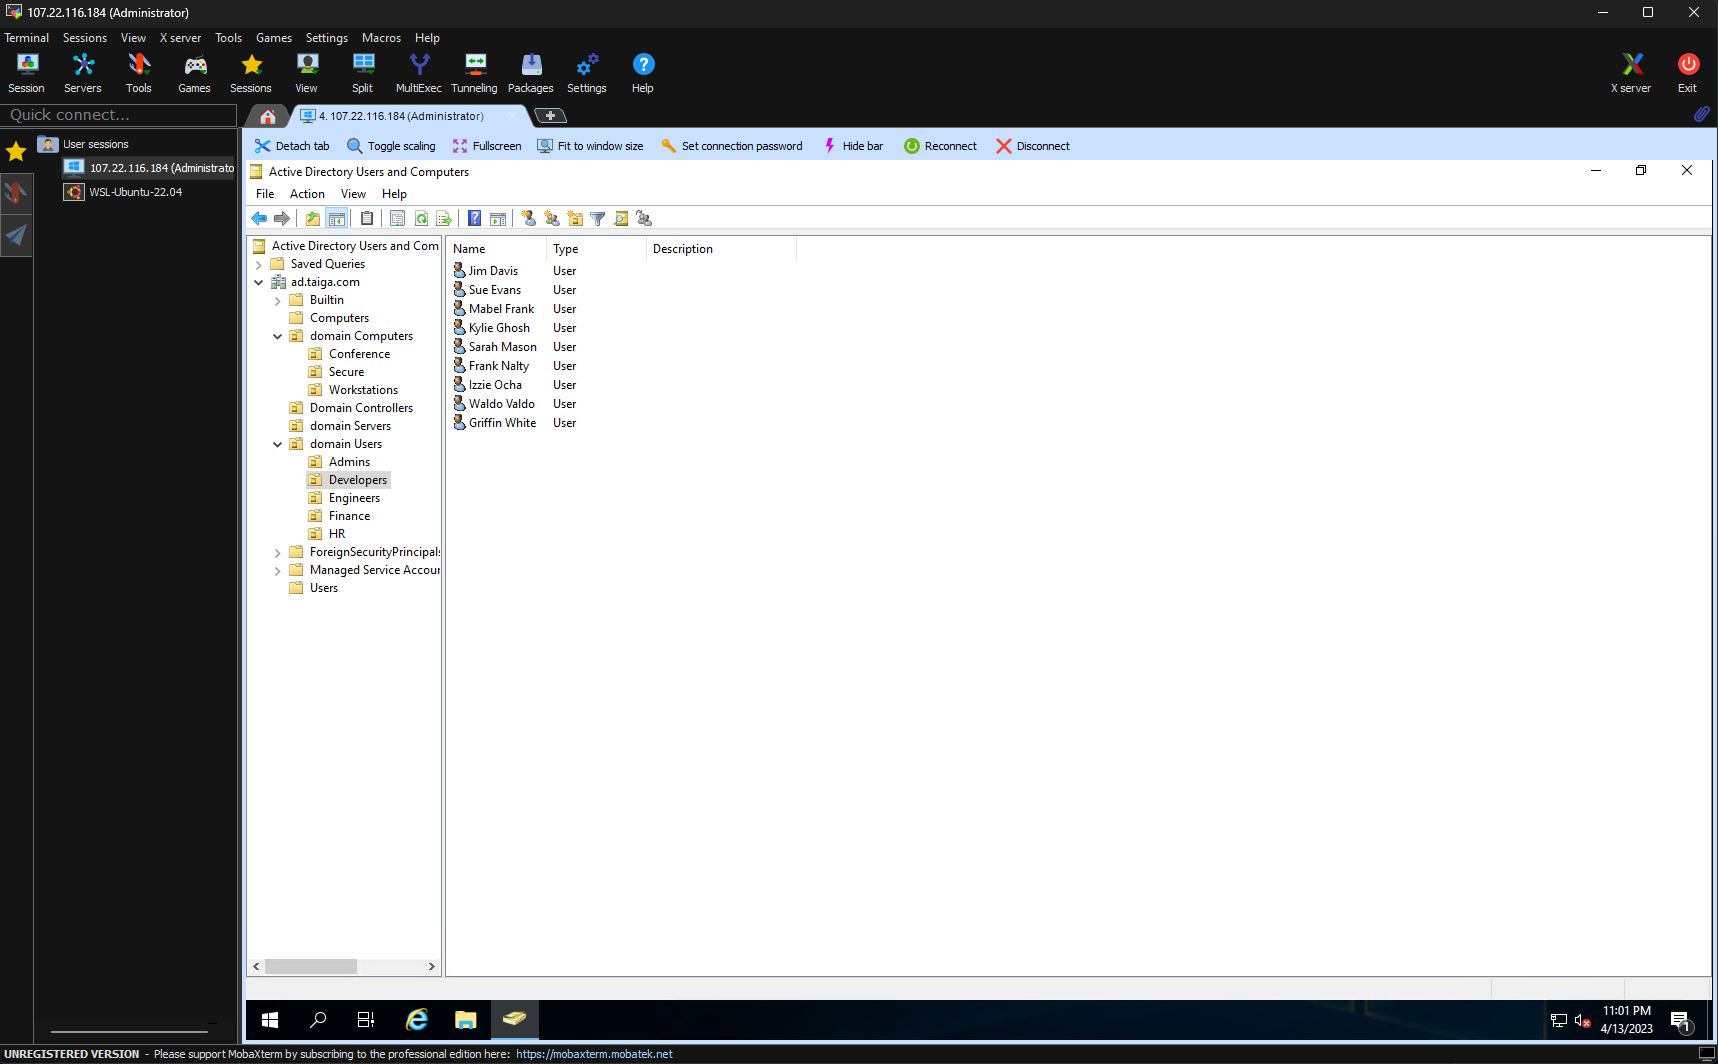 107.22.116.184 (Administrator)
Terminal Sessions View X server Tools Games Settings Macros Help
Session Servers Tools Games Sessions View Split MultiExec Tunneling Packages Settings Help X server Exit
Quick connect...
4. 107.22.116.184 (Administrator)
User sessions
107.22.116.184 (Administrato
WSL-Ubuntu-22.04
Detach tab Toggle scaling Fullscreen Fit to window size Set connection password Hide bar Reconnect Disconnect
Active Directory Users and Computers
File Action View Help
Active Directory Users and Com
Saved Queries
ad.taiga.com
Builtin
Computers
domain Computers
Conference
Secure
Workstations
Domain Controllers
domain Servers
domain Users
Admins
Developers
Engineers
Finance
HR
ForeignSecurityPrincipals
Managed Service Accour
Users
Name Type Description
Jim Davis User
Sue Evans User
Mabel Frank User
Kylie Ghosh User
Sarah Mason User
Frank Nalty User
Izzie Ocha User
Waldo Valdo User
Griffin White User
11:01 PM
4/13/2023
1
UNREGISTERED VERSION - Please support MobaXterm by subscribing to the professional edition here: https://mobaxterm.mobatek.net